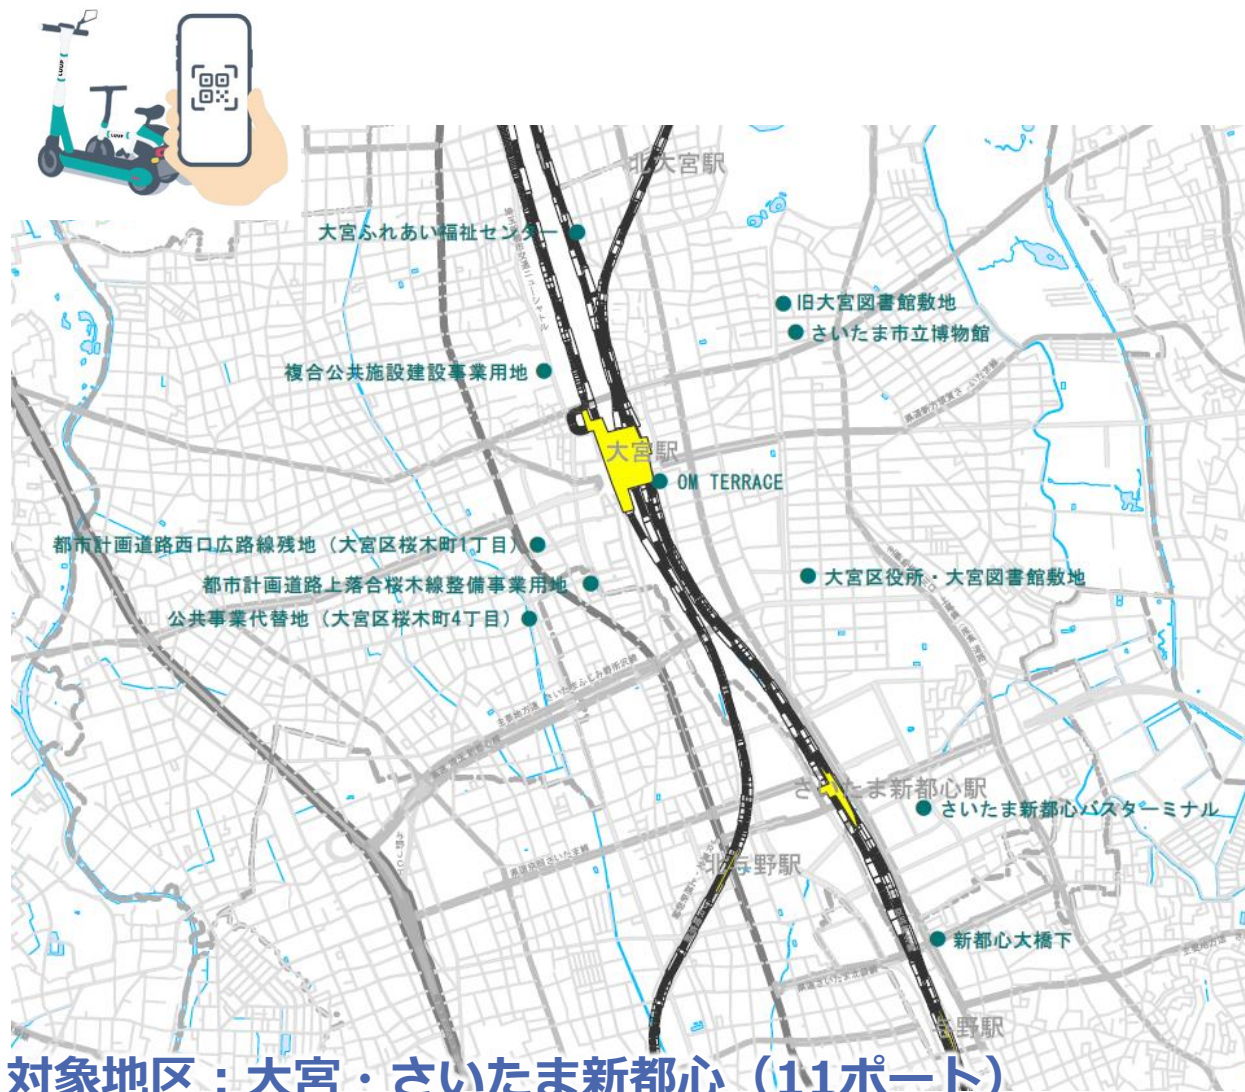 LUUP
LUUP
北大宮駅
大宮ふれあい福祉センター
旧大宮図書館敷地
さいたま市立博物館
複合公共施設建設事業用地
大宮駅
OM TERRACE
都市計画道路西口広路線残地（大宮区桜木町1丁目）
都市計画道路上落合桜木線整備事業用地
大宮区役所・大宮図書館敷地
公共事業代替地（大宮区桜木町4丁目）
さいたま新都心駅
さいたま新都心バスターミナル
北与野駅
新都心大橋下
与野駅
対象地区：大宮・さいたま新都心（11ポート）